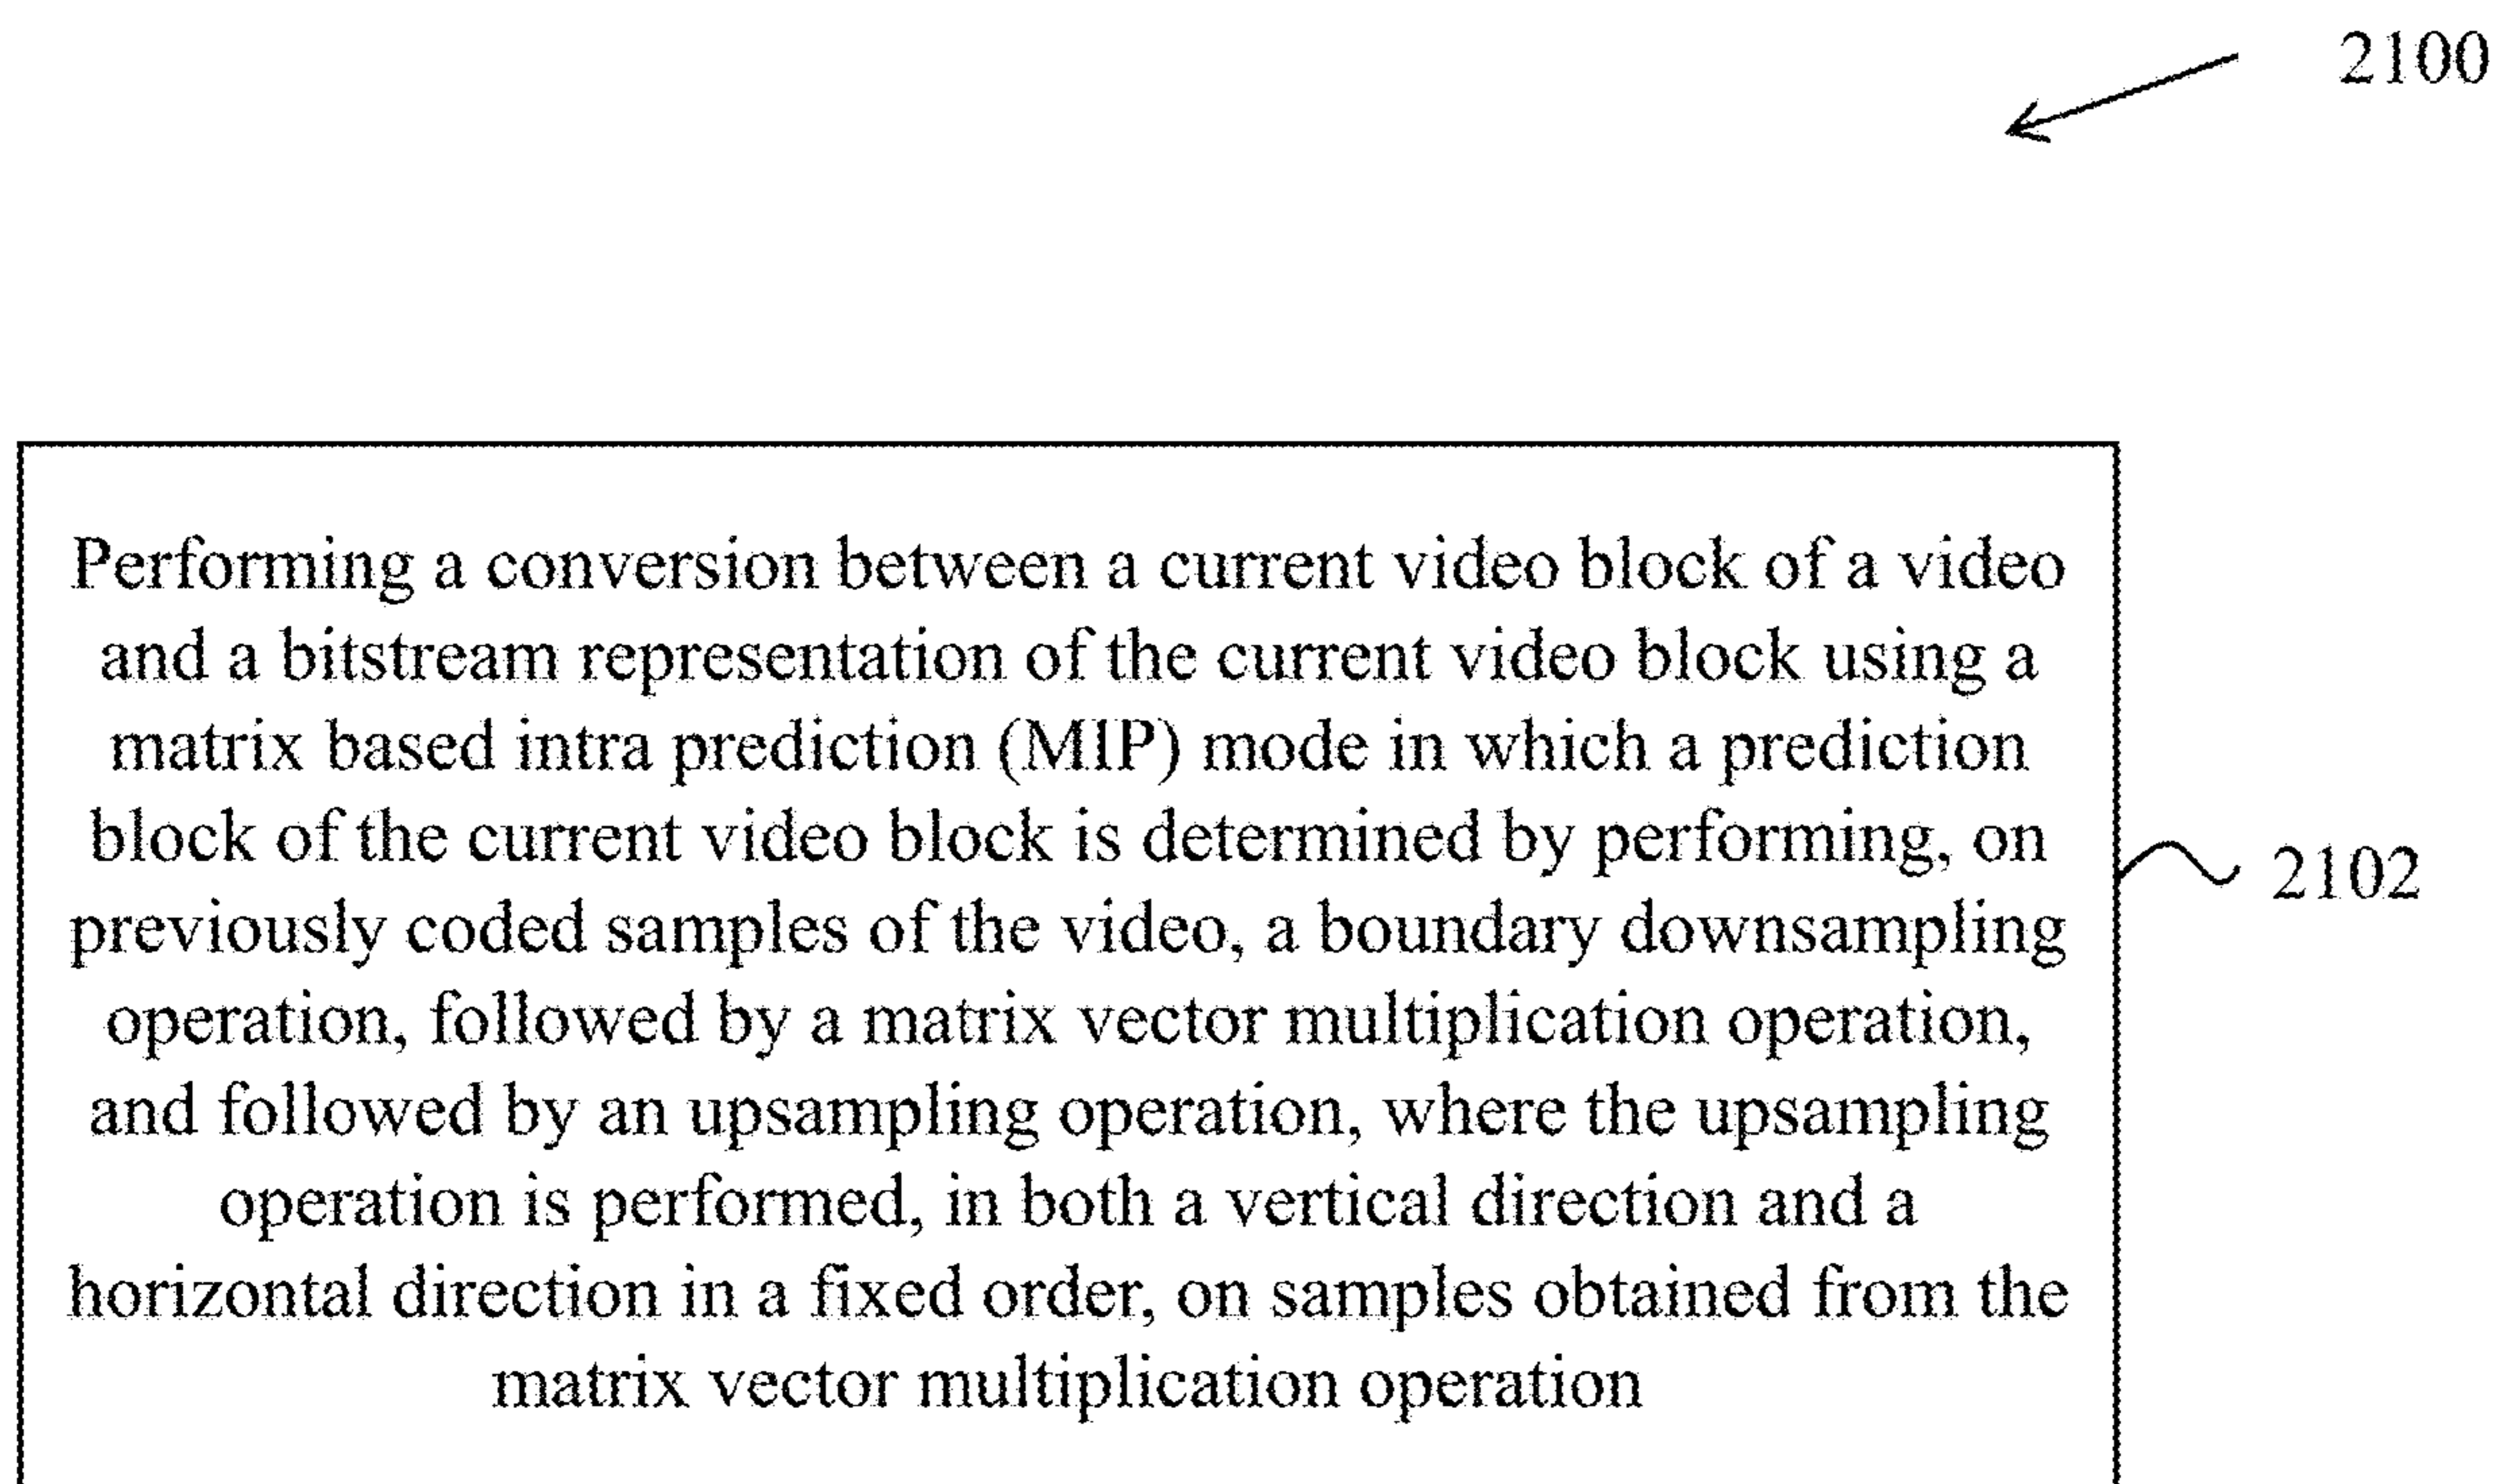 2100
Performing a conversion between a current video block of a video
and a bitstream representation of the current video block using a
matrix based intra prediction (MIP) mode in which a prediction
block of the current video block is determined by performing, on
previously coded samples of the video, a boundary downsampling
operation, followed by a matrix vector multiplication operation,
and followed by an upsampling operation, where the upsampling
operation is performed, in both a vertical direction and a
horizontal direction in a fixed order, on samples obtained from the
matrix vector multiplication operation
2102